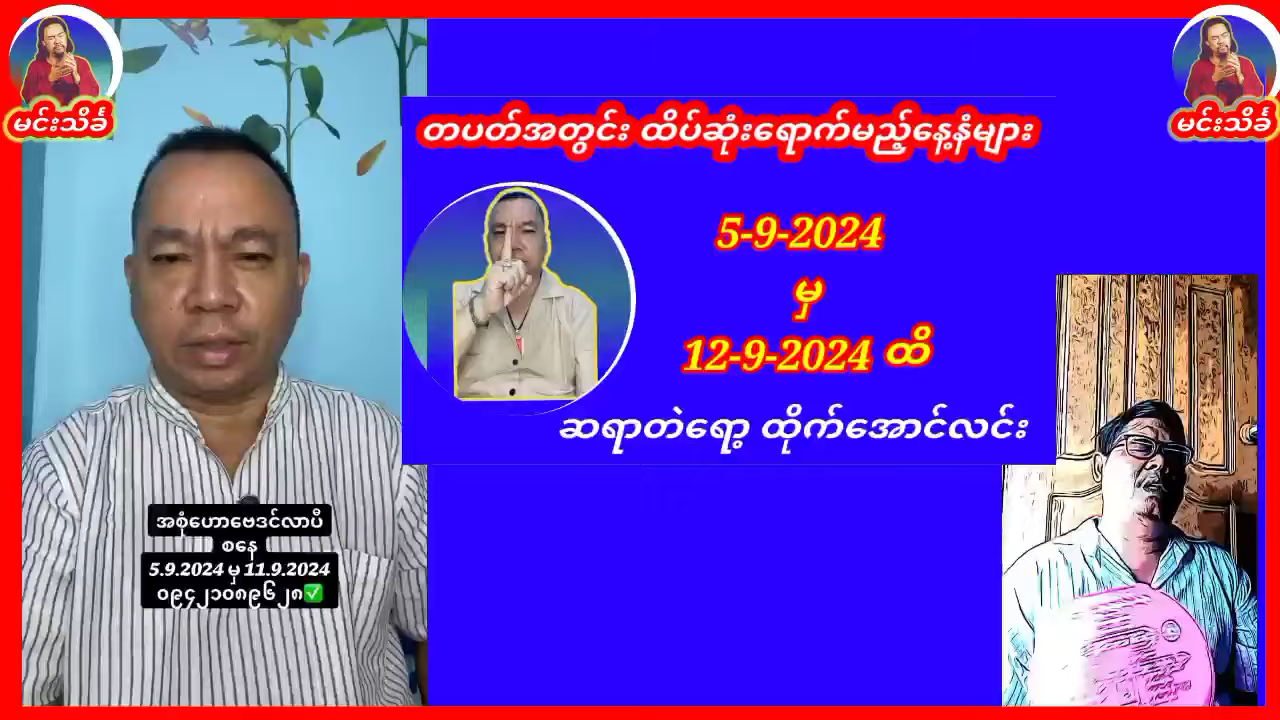 မင်းသိင်္ခ
မင်းသိင်္ခ
တပတ်အတွင်း ထိပ်ဆုံးရောက်မည့်နေ့နံများ
5-9-2024
မှ
12-9-2024 ထိ
ဆရာတဲရော့ ထိုက်အောင်လင်း
အစုံဟောဗေဒင်လာပီ
စနေ
5.9.2024 မှ 11.9.2024
၀၉၄၂၁၀၈၉၆၂၈✅